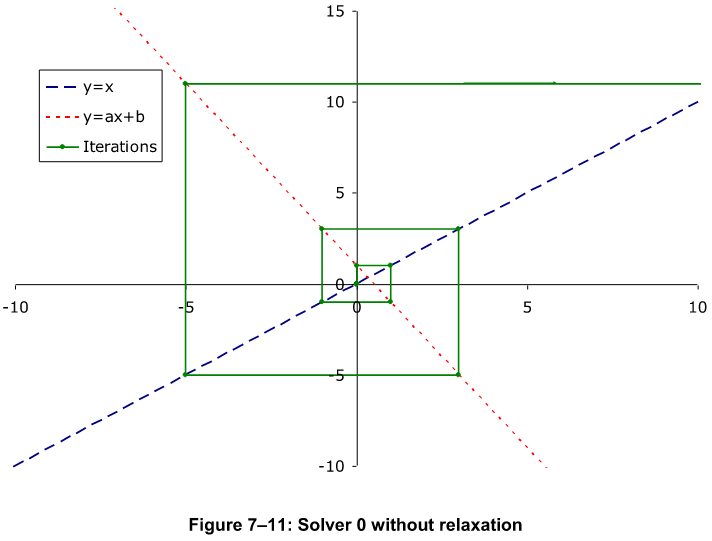 15
y=x
y=ax+b
Iterations
10
5
0
-10
-5
0
5
10
-5
-10
Figure 7–11: Solver 0 without relaxation